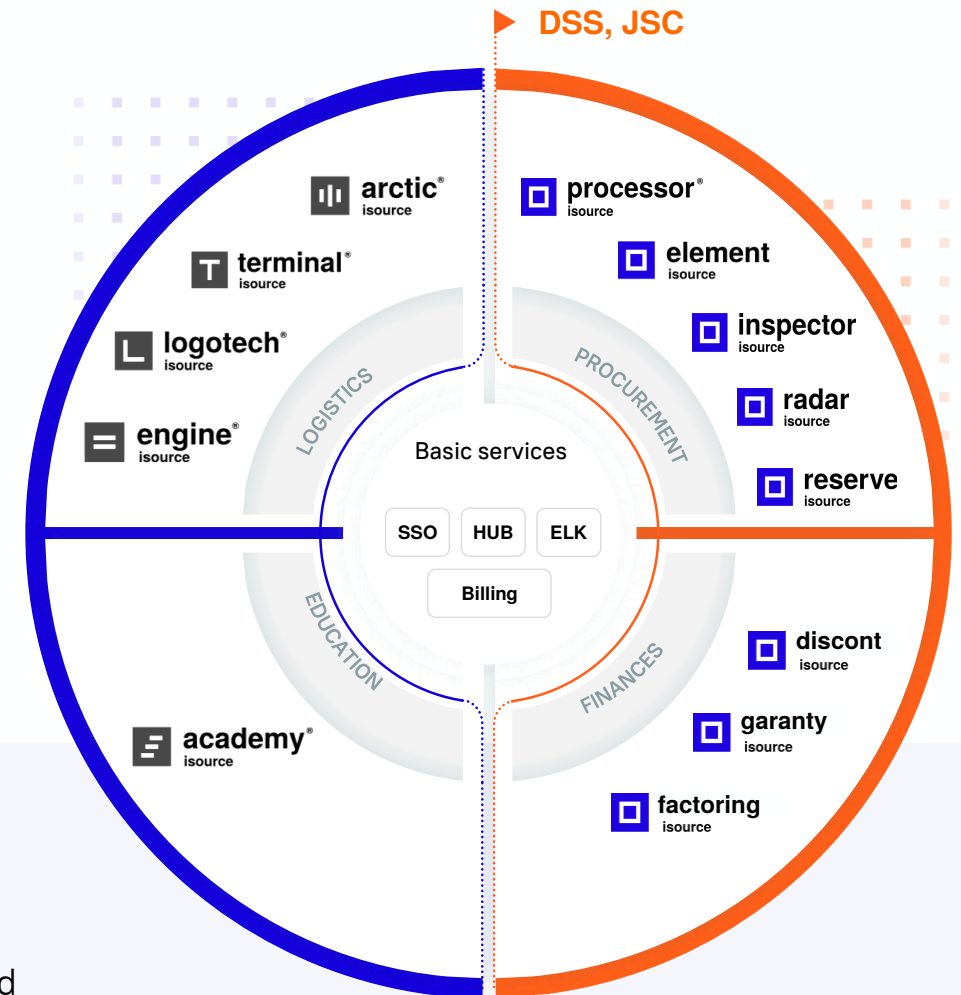 DSS, JSC
arctic®
isource
terminal®
isource
logotech®
isource
engine®
isource
LOGISTICS
processor®
isource
element
isource
inspector
isource
radar
isource
reserve
isource
PROCUREMENT
Basic services
SSO
HUB
ELK
Billing
EDUCATION
academy®
isource
FINANCES
discont
isource
garanty
isource
factoring
isource
d